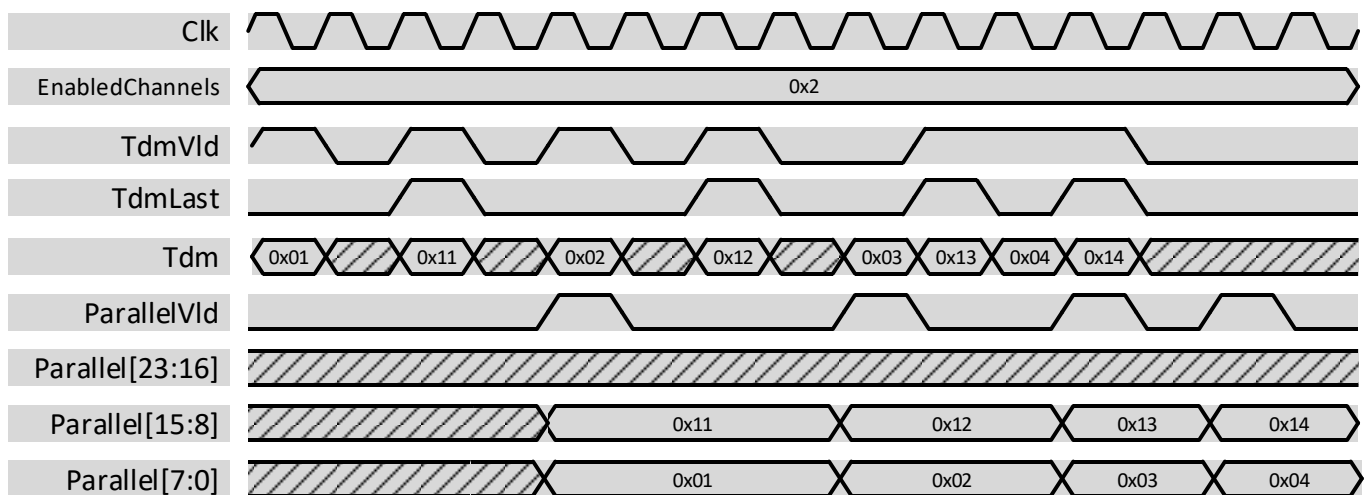 Clk
EnabledChannels 0x2
TdmVld
TdmLast
Tdm 0x01 0x11 0x02 0x12 0x03 0x13 0x04 0x14
ParallelVld
Parallel[23:16]
Parallel[15:8] 0x11 0x12 0x13 0x14
Parallel[7:0] 0x01 0x02 0x03 0x04